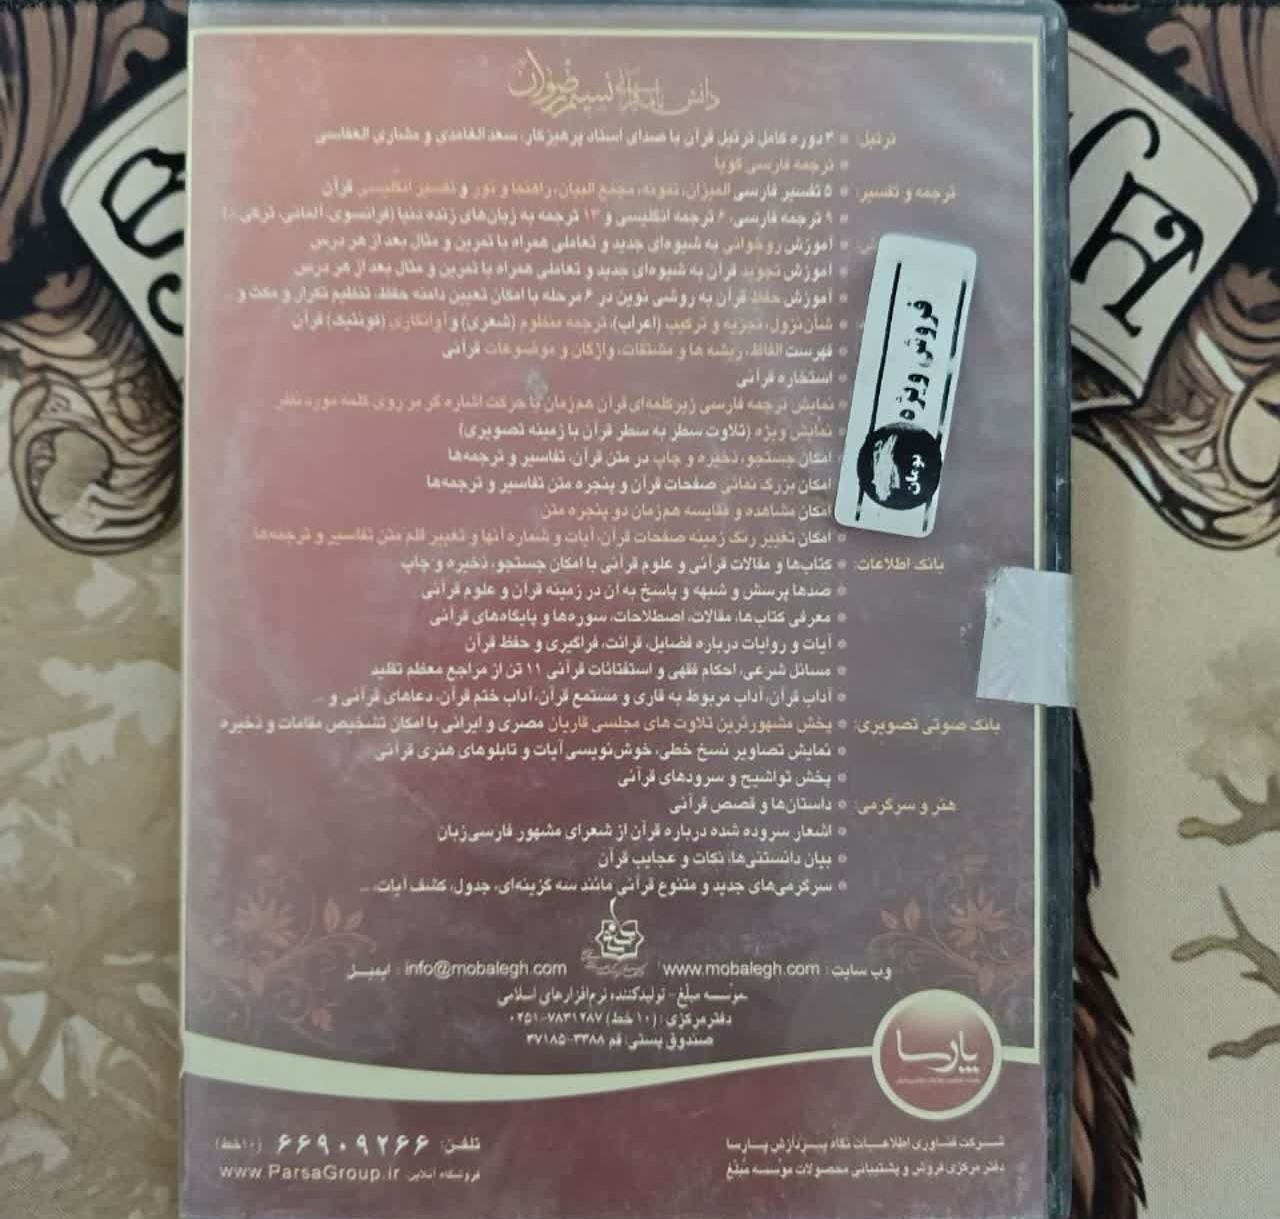 دانش نامه قرآنی نسیم رضوان
ترتیل: ۳ دوره کامل ترتیل قرآن با صدای استاد پرهیزگار، سعد الغامدی و مشاری العفاسی
ترجمه فارسی گویا
ترجمه و تفسیر: ۵ تفسیر فارسی المیزان، نمونه، مجمع البیان، راهنما و نور و تفسیر انگلیسی قرآن
۹ ترجمه فارسی، ۶ ترجمه انگلیسی و ۱۳ ترجمه به زبان‌های زنده دنیا (فرانسوی، آلمانی، ترکی...)
آموزش روخوانی به شیوه‌ای جدید و تعاملی همراه با تمرین و مثال بعد از هر درس
آموزش تجوید قرآن به شیوه‌ای جدید و تعاملی همراه با تمرین و مثال بعد از هر درس
آموزش حفظ قرآن به روشی نوین در ۶ مرحله با امکان تعیین دامنه حفظ، تنظیم تکرار و مکث و ...
شأن نزول، تجزیه و ترکیب (اعراب)، ترجمه منظوم (شعری) و آوانگاری (فونتیک) قرآن
فهرست الفاظ، ریشه ها و مشتقات، واژگان و موضوعات قرآنی
استخاره قرآنی
نمایش ترجمه فارسی زیرکلمه‌ای قرآن هم‌زمان با حرکت اشاره گر بر روی کلمه مورد نظر
نمایش ویژه (تلاوت سطر به سطر قرآن با زمینه تصویری)
امکان جستجو، ذخیره و چاپ در متن قرآن، تفاسیر و ترجمه‌ها
امکان بزرگ نمائی صفحات قرآن و پنجره متن تفاسیر و ترجمه‌ها
امکان مشاهده و مقایسه هم‌زمان دو پنجره متن
امکان تغییر رنگ زمینه صفحات قرآن، آیات و شماره آنها و تغییر قلم متن تفاسیر و ترجمه‌ها
بانک اطلاعات: کتاب‌ها و مقالات قرآنی و علوم قرآنی با امکان جستجو، ذخیره و چاپ
صدها پرسش و شبهه و پاسخ به آن در زمینه قرآن و علوم قرآنی
معرفی کتاب‌ها، مقالات، اصطلاحات، سوره‌ها و پایگاه‌های قرآنی
آیات و روایات درباره فضایل، قرائت، فراگیری و حفظ قرآن
مسائل شرعی، احکام فقهی و استفتائات قرآنی ۱۱ تن از مراجع معظم تقلید
آداب قرآن، آداب مربوط به قاری و مستمع قرآن، آداب ختم قرآن، دعاهای قرآنی و ...
بانک صوتی تصویری: پخش مشهورترین تلاوت های مجلسی قاریان مصری و ایرانی با امکان تشخیص مقامات و ذخیره
نمایش تصاویر نسخ خطی، خوش‌نویسی آیات و تابلوهای هنری قرآنی
پخش تواشیح و سرودهای قرآنی
هنر و سرگرمی: داستان‌ها و قصص قرآنی
اشعار سروده شده درباره قرآن از شعرای مشهور فارسی‌زبان
بیان دانستنی‌ها، نکات و عجایب قرآن
سرگرمی‌های جدید و متنوع قرآنی مانند سه گزینه‌ای، جدول، کشف آیات، ...
فروش ویژه
تومان
وب سایت : www.mobalegh.com
ایمیل : info@mobalegh.com
موسّسه مبلّغ - تولیدکننده نرم‌افزارهای اسلامی
دفتر مرکزی : (۱۰ خط) ۷۸۳۱۲۸۷-۰۲۵۱
صندوق پستی: قم ۳۳۸۸-۳۷۱۸۵
پارسا
شرکت فناوری اطلاعات نگاه پردازش پارسا
دفتر مرکزی فروش و پشتیبانی محصولات موسسه مُبلّغ
تلفن: ۶۶۹۰۹۲۶۶ (۱۰خط)
فروشگاه آنلاین: www.ParsaGroup.ir